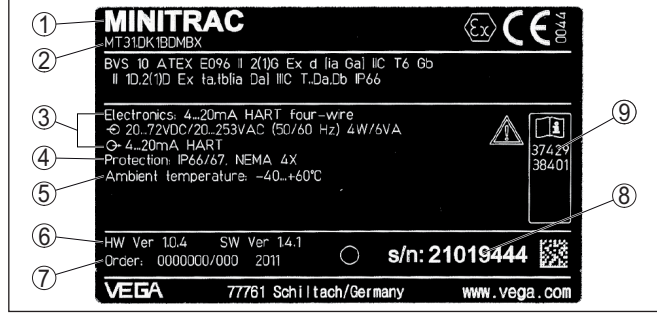 ① MINITRAC
② MT31.DK1BDMBX
0044
BVS 10 ATEX E096 II 2(1)G Ex d [ia Ga] IIC T6 Gb
II 1D,2(1)D Ex ta,tb[ia Da] IIIC T..Da,Db IP66
③ Electronics: 4...20mA HART four-wire
20...72VDC/20...253VAC (50/60 Hz) 4W/6VA
4...20mA HART
④ Protection: IP66/67, NEMA 4X
⑤ Ambient temperature: -40...+60°C
⑨
37429
38401
⑥ HW Ver 1.0.4 SW Ver 1.4.1
⑦ Order: 0000000/000 2011
⑧ s/n: 21019444
VEGA 77761 Schiltach/Germany www.vega.com